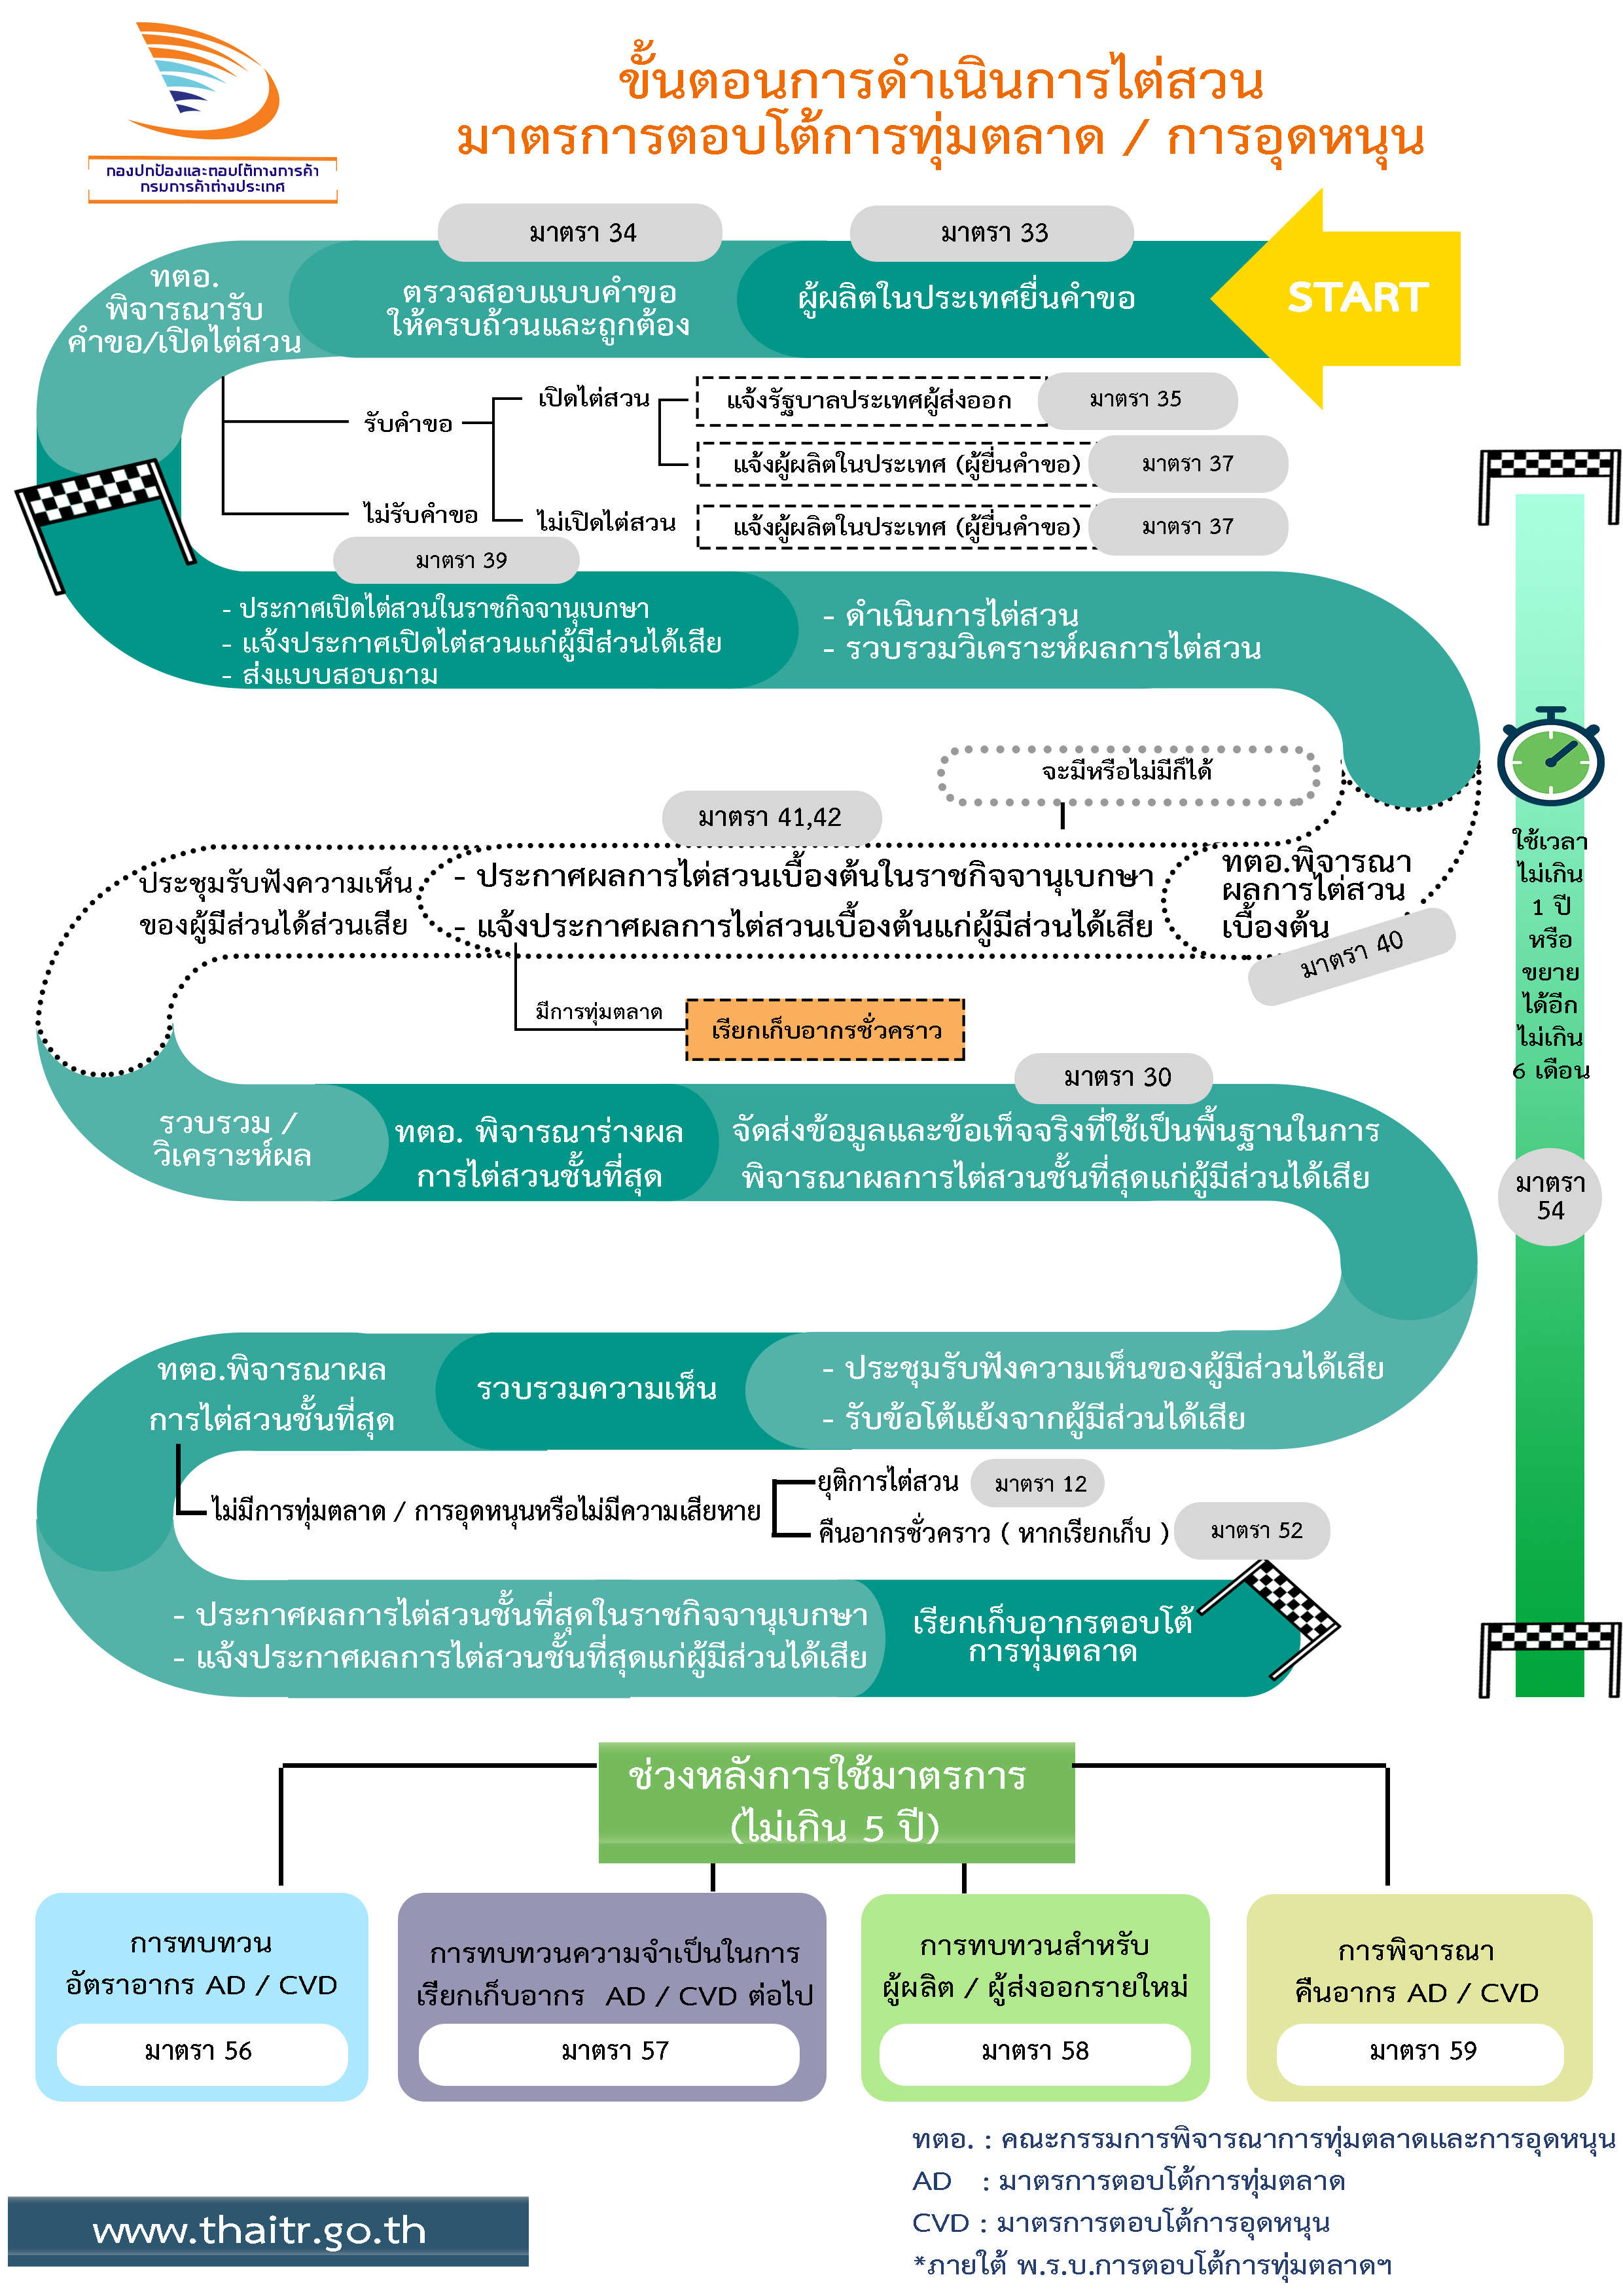 ขั้นตอนการดำเนินการไต่สวน
มาตรการตอบโต้การทุ่มตลาด / การอุดหนุน
กองปกป้องและตอบโต้ทางการค้า
กรมการค้าต่างประเทศ
START
มาตรา 33
ผู้ผลิตในประเทศยื่นคำขอ
มาตรา 34
ตรวจสอบแบบคำขอ
ให้ครบถ้วนและถูกต้อง
ทตอ.
พิจารณารับ
คำขอ/เปิดไต่สวน
รับคำขอ
ไม่รับคำขอ
เปิดไต่สวน
ไม่เปิดไต่สวน
แจ้งรัฐบาลประเทศผู้ส่งออก
มาตรา 35
แจ้งผู้ผลิตในประเทศ (ผู้ยื่นคำขอ)
มาตรา 37
แจ้งผู้ผลิตในประเทศ (ผู้ยื่นคำขอ)
มาตรา 37
มาตรา 39
- ประกาศเปิดไต่สวนในราชกิจจานุเบกษา
- แจ้งประกาศเปิดไต่สวนแก่ผู้มีส่วนได้เสีย
- ส่งแบบสอบถาม
- ดำเนินการไต่สวน
- รวบรวมวิเคราะห์ผลการไต่สวน
จะมีหรือไม่มีก็ได้
ทตอ.พิจารณา
ผลการไต่สวน
เบื้องต้น
มาตรา 40
มาตรา 41,42
- ประกาศผลการไต่สวนเบื้องต้นในราชกิจจานุเบกษา
- แจ้งประกาศผลการไต่สวนเบื้องต้นแก่ผู้มีส่วนได้เสีย
ประชุมรับฟังความเห็น
ของผู้มีส่วนได้ส่วนเสีย
มีการทุ่มตลาด
เรียกเก็บอากรชั่วคราว
รวบรวม /
วิเคราะห์ผล
ทตอ. พิจารณาร่างผล
การไต่สวนชั้นที่สุด
มาตรา 30
จัดส่งข้อมูลและข้อเท็จจริงที่ใช้เป็นพื้นฐานในการ
พิจารณาผลการไต่สวนชั้นที่สุดแก่ผู้มีส่วนได้เสีย
- ประชุมรับฟังความเห็นของผู้มีส่วนได้เสีย
- รับข้อโต้แย้งจากผู้มีส่วนได้เสีย
รวบรวมความเห็น
ทตอ.พิจารณาผล
การไต่สวนชั้นที่สุด
ไม่มีการทุ่มตลาด / การอุดหนุนหรือไม่มีความเสียหาย
ยุติการไต่สวน
มาตรา 12
คืนอากรชั่วคราว ( หากเรียกเก็บ )
มาตรา 52
- ประกาศผลการไต่สวนชั้นที่สุดในราชกิจจานุเบกษา
- แจ้งประกาศผลการไต่สวนชั้นที่สุดแก่ผู้มีส่วนได้เสีย
เรียกเก็บอากรตอบโต้
การทุ่มตลาด
ใช้เวลา
ไม่เกิน
1 ปี
หรือ
ขยาย
ได้อีก
ไม่เกิน
6 เดือน
มาตรา
54
ช่วงหลังการใช้มาตรการ
(ไม่เกิน 5 ปี)
การทบทวน
อัตราอากร AD / CVD
มาตรา 56
การทบทวนความจำเป็นในการ
เรียกเก็บอากร AD / CVD ต่อไป
มาตรา 57
การทบทวนสำหรับ
ผู้ผลิต / ผู้ส่งออกรายใหม่
มาตรา 58
การพิจารณา
คืนอากร AD / CVD
มาตรา 59
ทตอ. : คณะกรรมการพิจารณาการทุ่มตลาดและการอุดหนุน
AD : มาตรการตอบโต้การทุ่มตลาด
CVD : มาตรการตอบโต้การอุดหนุน
*ภายใต้ พ.ร.บ.การตอบโต้การทุ่มตลาดฯ
www.thaitr.go.th